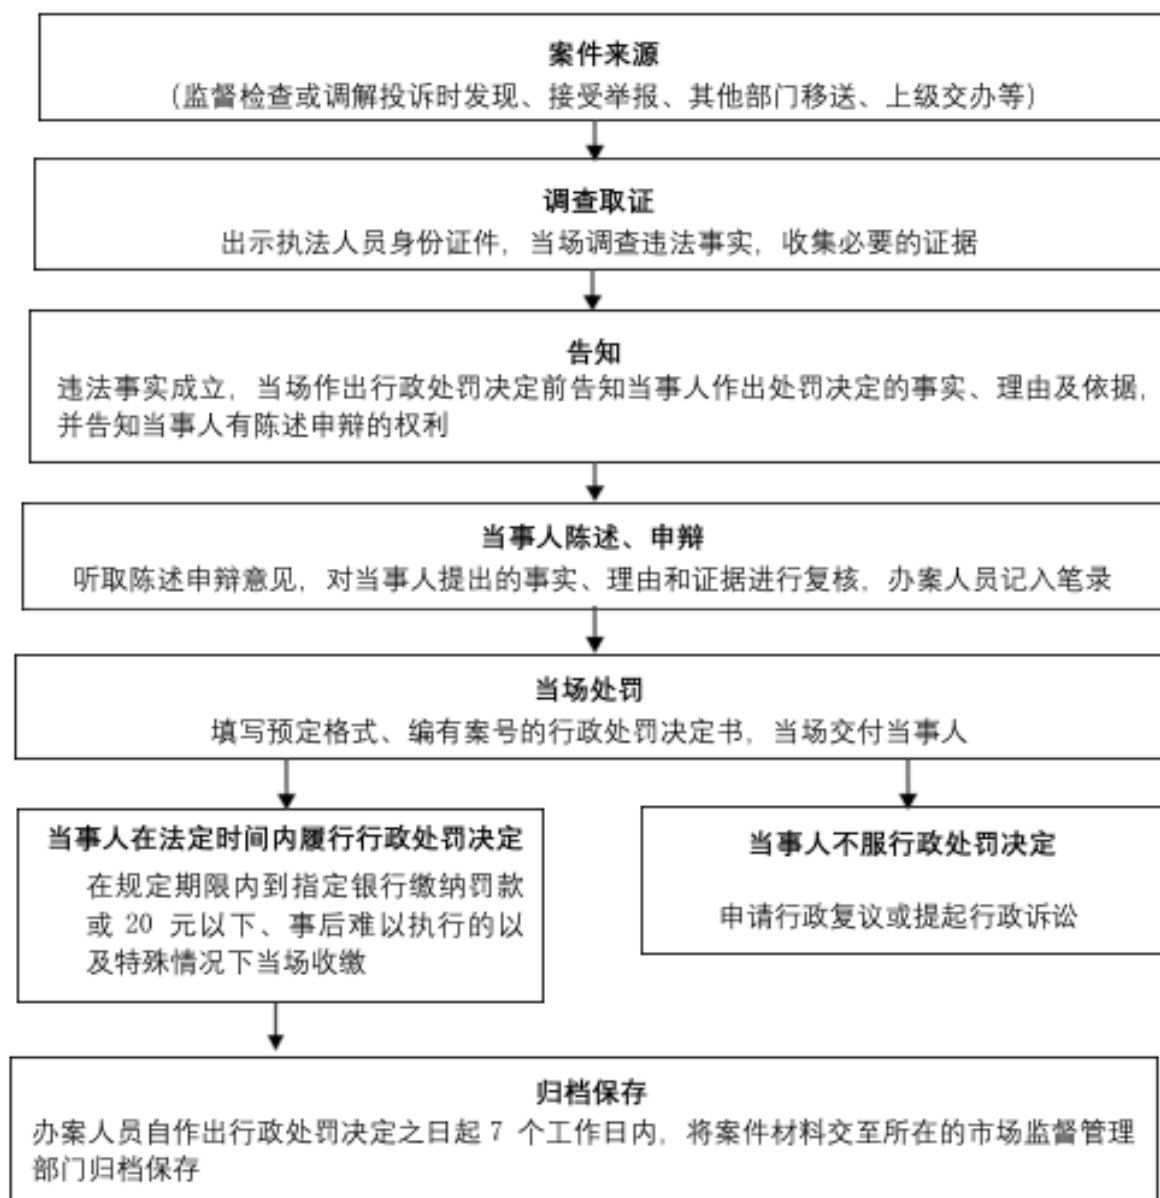 案件来源
（监督检查或调解投诉时发现、接受举报、其他部门移送、上级交办等）
调查取证
出示执法人员身份证件，当场调查违法事实，收集必要的证据
告知
违法事实成立，当场作出行政处罚决定前告知当事人作出处罚决定的事实、理由及依据，
并告知当事人有陈述申辩的权利
当事人陈述、申辩
听取陈述申辩意见，对当事人提出的事实、理由和证据进行复核，办案人员记入笔录
当场处罚
填写预定格式、编有案号的行政处罚决定书，当场交付当事人
当事人在法定时间内履行行政处罚决定
在规定期限内到指定银行缴纳罚款
或 20 元以下、事后难以执行的以
及特殊情况下当场收缴
当事人不服行政处罚决定
申请行政复议或提起行政诉讼
归档保存
办案人员自作出行政处罚决定之日起 7 个工作日内，将案件材料交至所在的市场监督管理
部门归档保存